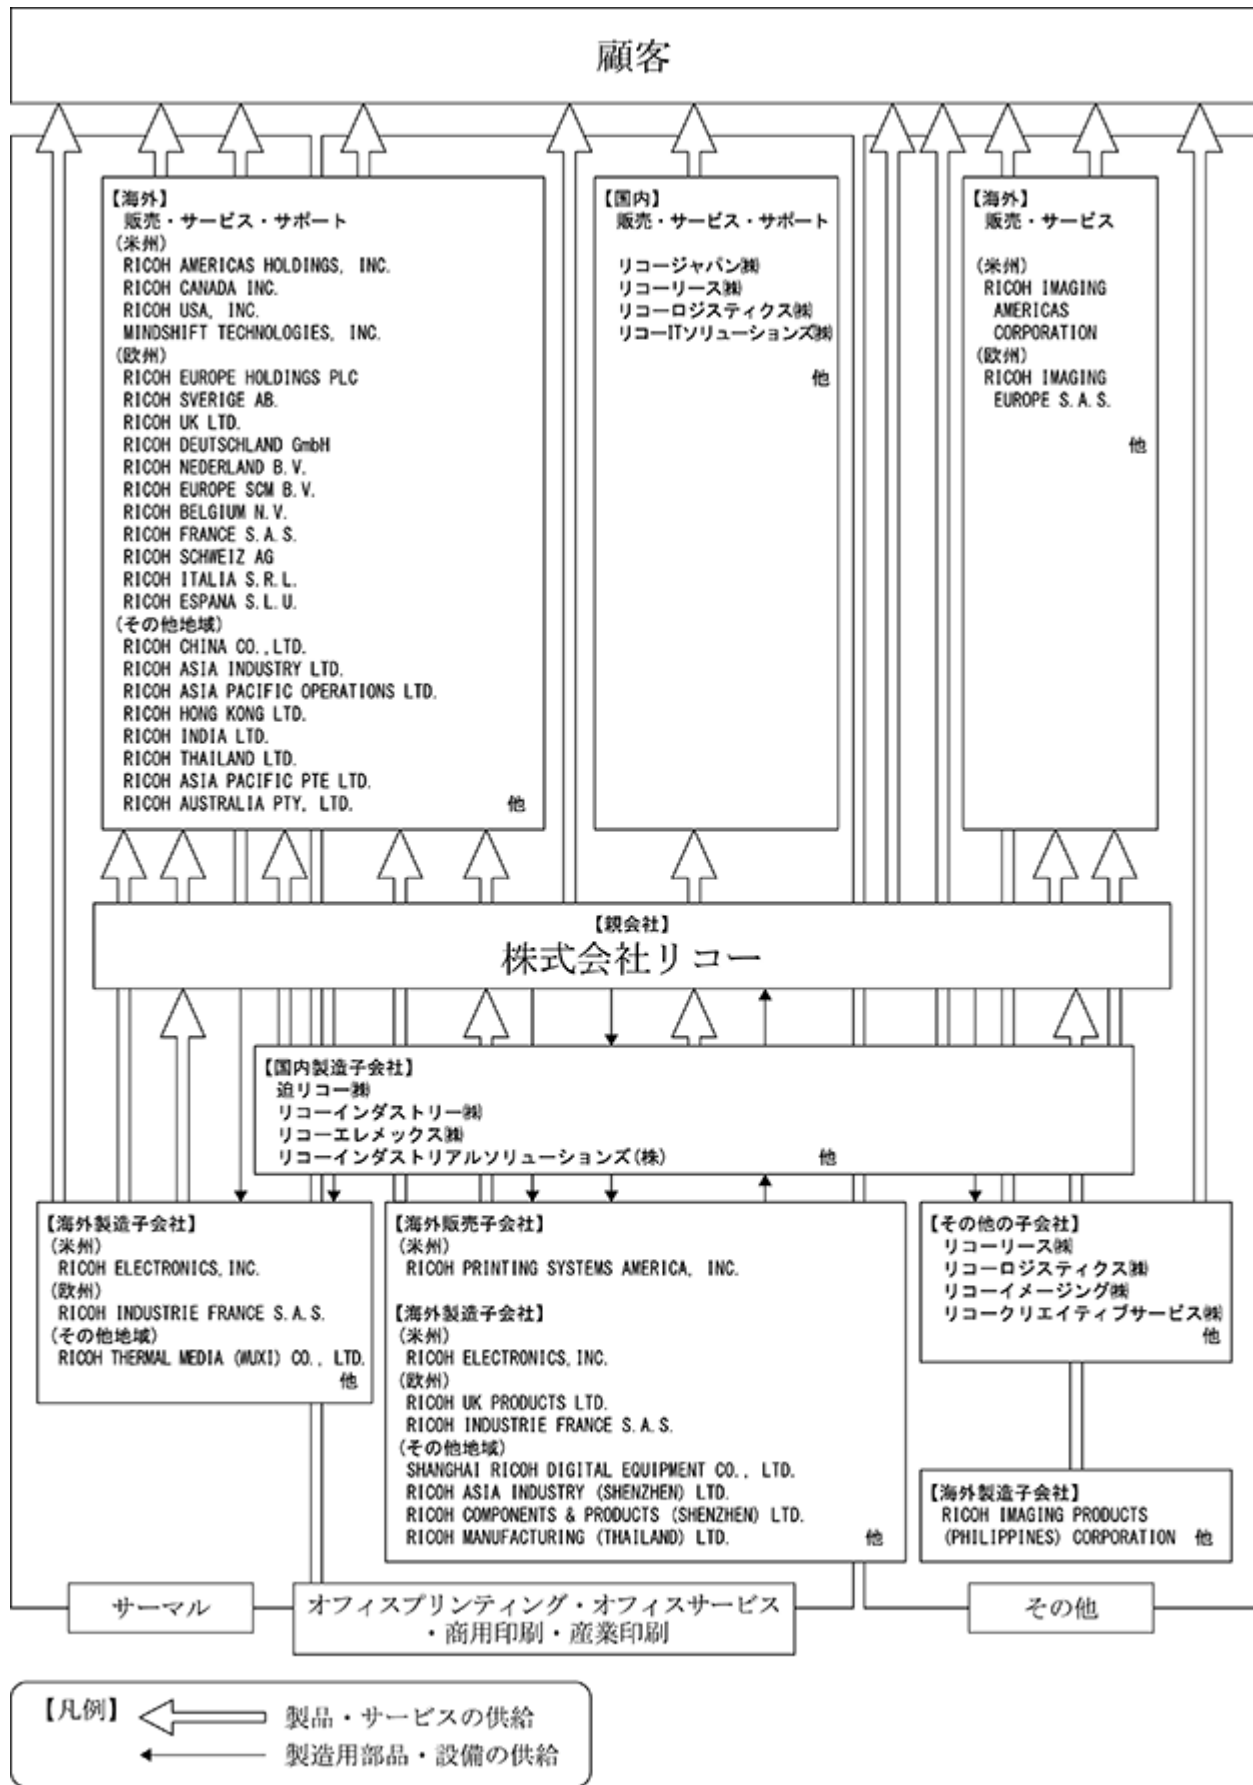 顧客
【海外】
販売・サービス・サポート
(米州)
RICOH AMERICAS HOLDINGS, INC.
RICOH CANADA INC.
RICOH USA, INC.
MINDSHIFT TECHNOLOGIES, INC.
(欧州)
RICOH EUROPE HOLDINGS PLC
RICOH SVERIGE AB.
RICOH UK LTD.
RICOH DEUTSCHLAND GmbH
RICOH NEDERLAND B.V.
RICOH EUROPE SCM B.V.
RICOH BELGIUM N.V.
RICOH FRANCE S.A.S.
RICOH SCHWEIZ AG
RICOH ITALIA S.R.L.
RICOH ESPANA S.L.U.
(その他地域)
RICOH CHINA CO.,LTD.
RICOH ASIA INDUSTRY LTD.
RICOH ASIA PACIFIC OPERATIONS LTD.
RICOH HONG KONG LTD.
RICOH INDIA LTD.
RICOH THAILAND LTD.
RICOH ASIA PACIFIC PTE LTD.
RICOH AUSTRALIA PTY, LTD. 他
【国内】
販売・サービス・サポート
リコージャパン㈱
リコーリース㈱
リコーロジスティクス㈱
リコーITソリューションズ㈱
他
【海外】
販売・サービス
(米州)
RICOH IMAGING
AMERICAS
CORPORATION
(欧州)
RICOH IMAGING
EUROPE S.A.S.
他
【親会社】
株式会社リコー
【国内製造子会社】
迫リコー㈱
リコーインダストリー㈱
リコーエレメックス㈱
リコーインダストリアルソリューションズ(株) 他
【海外製造子会社】
(米州)
RICOH ELECTRONICS,INC.
(欧州)
RICOH INDUSTRIE FRANCE S.A.S.
(その他地域)
RICOH THERMAL MEDIA (WUXI) CO., LTD.
他
【海外販売子会社】
(米州)
RICOH PRINTING SYSTEMS AMERICA, INC.
【海外製造子会社】
(米州)
RICOH ELECTRONICS,INC.
(欧州)
RICOH UK PRODUCTS LTD.
RICOH INDUSTRIE FRANCE S.A.S.
(その他地域)
SHANGHAI RICOH DIGITAL EQUIPMENT CO., LTD.
RICOH ASIA INDUSTRY (SHENZHEN) LTD.
RICOH COMPONENTS & PRODUCTS (SHENZHEN) LTD.
RICOH MANUFACTURING (THAILAND) LTD. 他
【その他の子会社】
リコーリース㈱
リコーロジスティクス㈱
リコーイメージング㈱
リコークリエイティブサービス㈱
他
【海外製造子会社】
RICOH IMAGING PRODUCTS
(PHILIPPINES) CORPORATION 他
サーマル
オフィスプリンティング・オフィスサービス
・商用印刷・産業印刷
その他
【凡例】
製品・サービスの供給
製造用部品・設備の供給